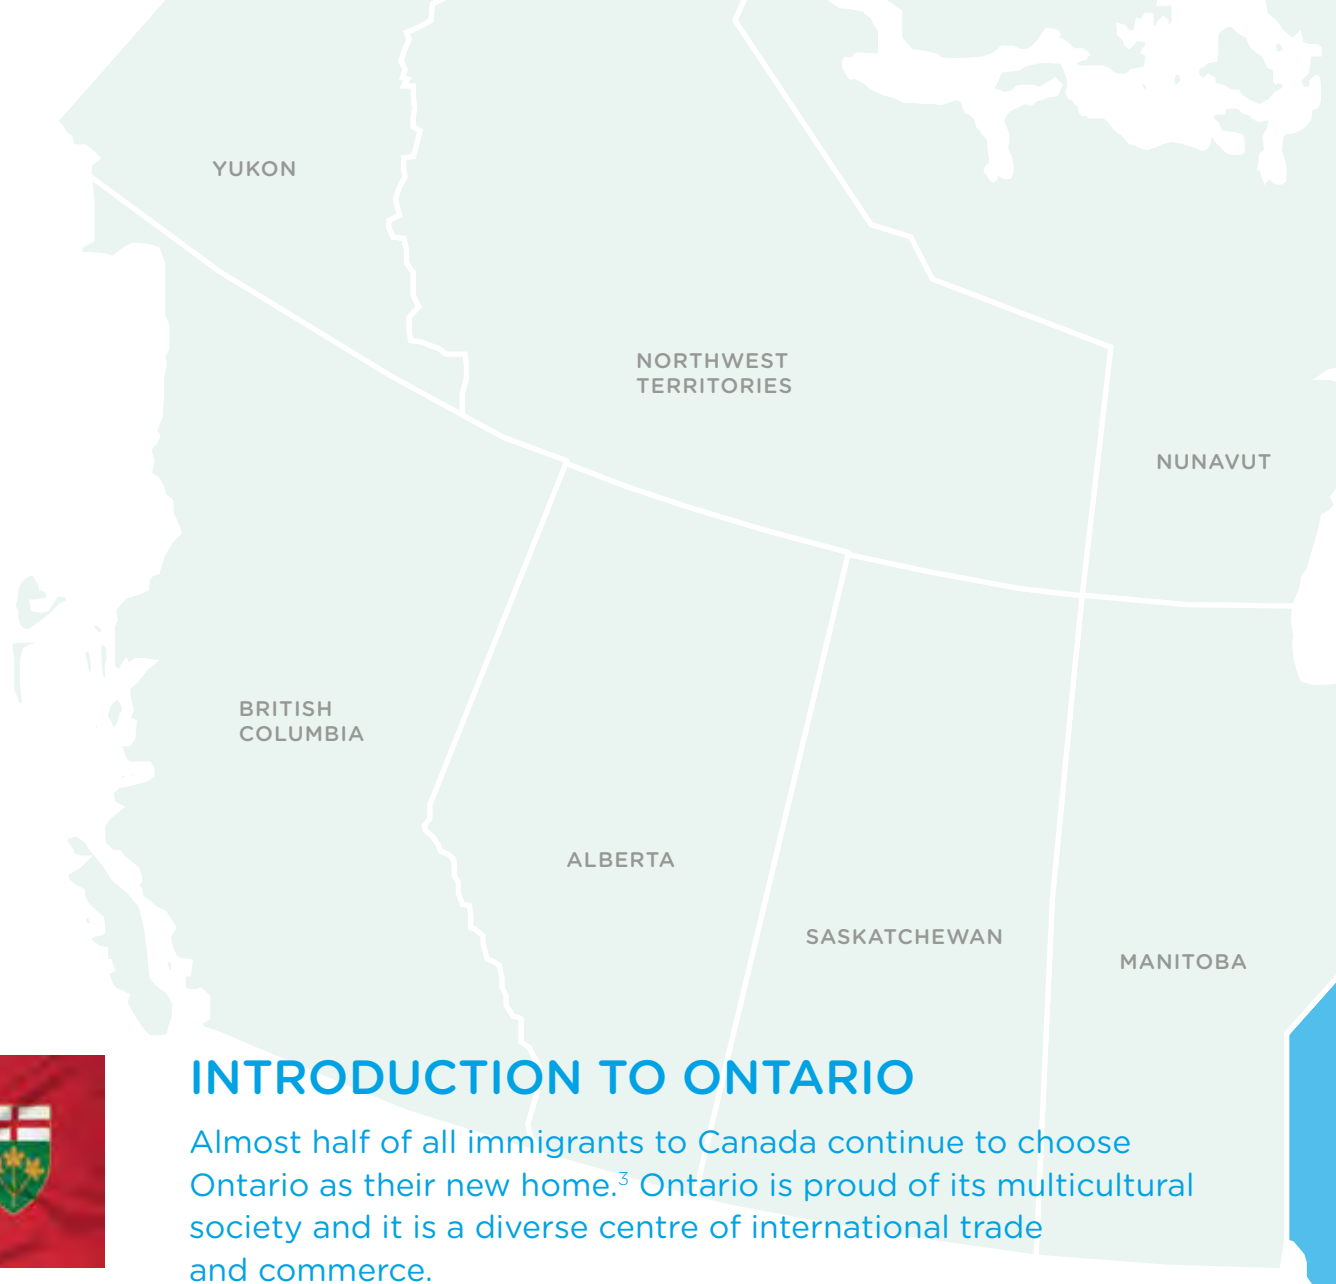 YUKON
NORTHWEST
TERRITORIES
NUNAVUT
BRITISH
COLUMBIA
ALBERTA
SASKATCHEWAN
MANITOBA
INTRODUCTION TO ONTARIO
Almost half of all immigrants to Canada continue to choose
Ontario as their new home.³ Ontario is proud of its multicultural
society and it is a diverse centre of international trade
and commerce.